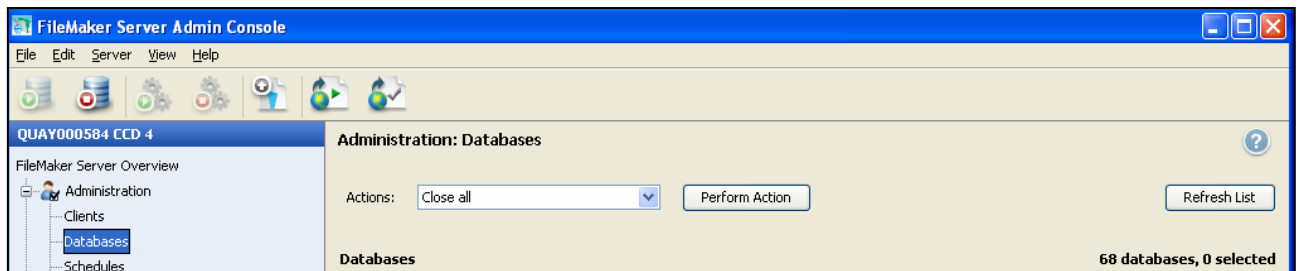 FileMaker Server Admin Console
File Edit Server View Help
QUAY000584 CCD 4
FileMaker Server Overview
Administration
Clients
Databases
Schedules
Administration: Databases
?
Actions: Close all Perform Action Refresh List
Databases 68 databases, 0 selected